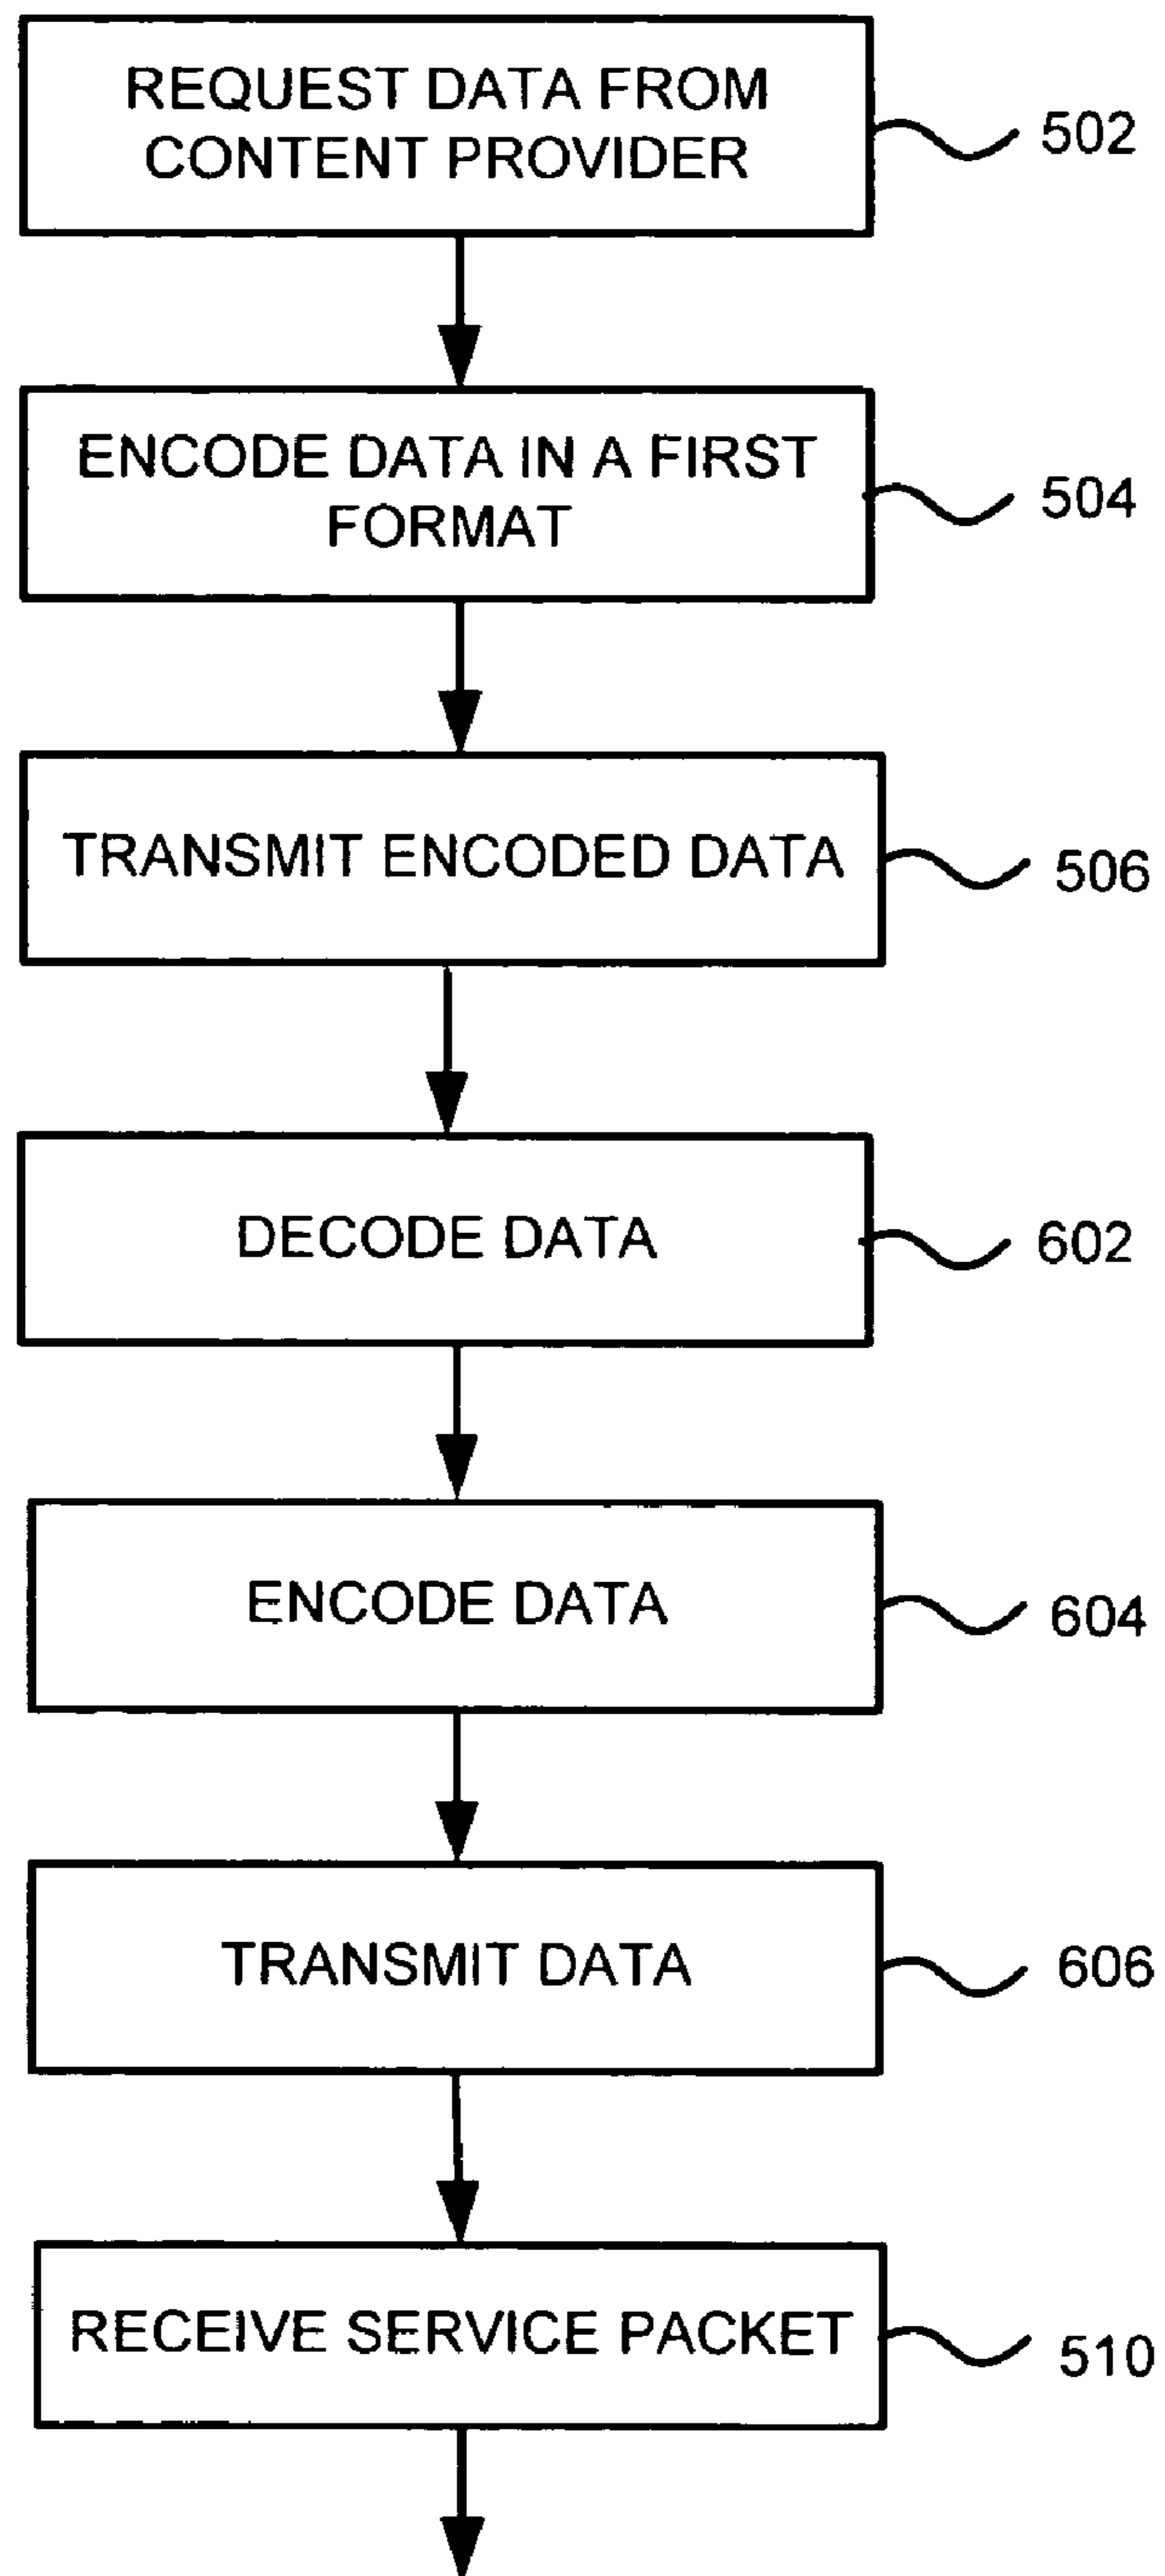 REQUEST DATA FROM
CONTENT PROVIDER
502
ENCODE DATA IN A FIRST
FORMAT
504
TRANSMIT ENCODED DATA
506
DECODE DATA
602
ENCODE DATA
604
TRANSMIT DATA
606
RECEIVE SERVICE PACKET
510